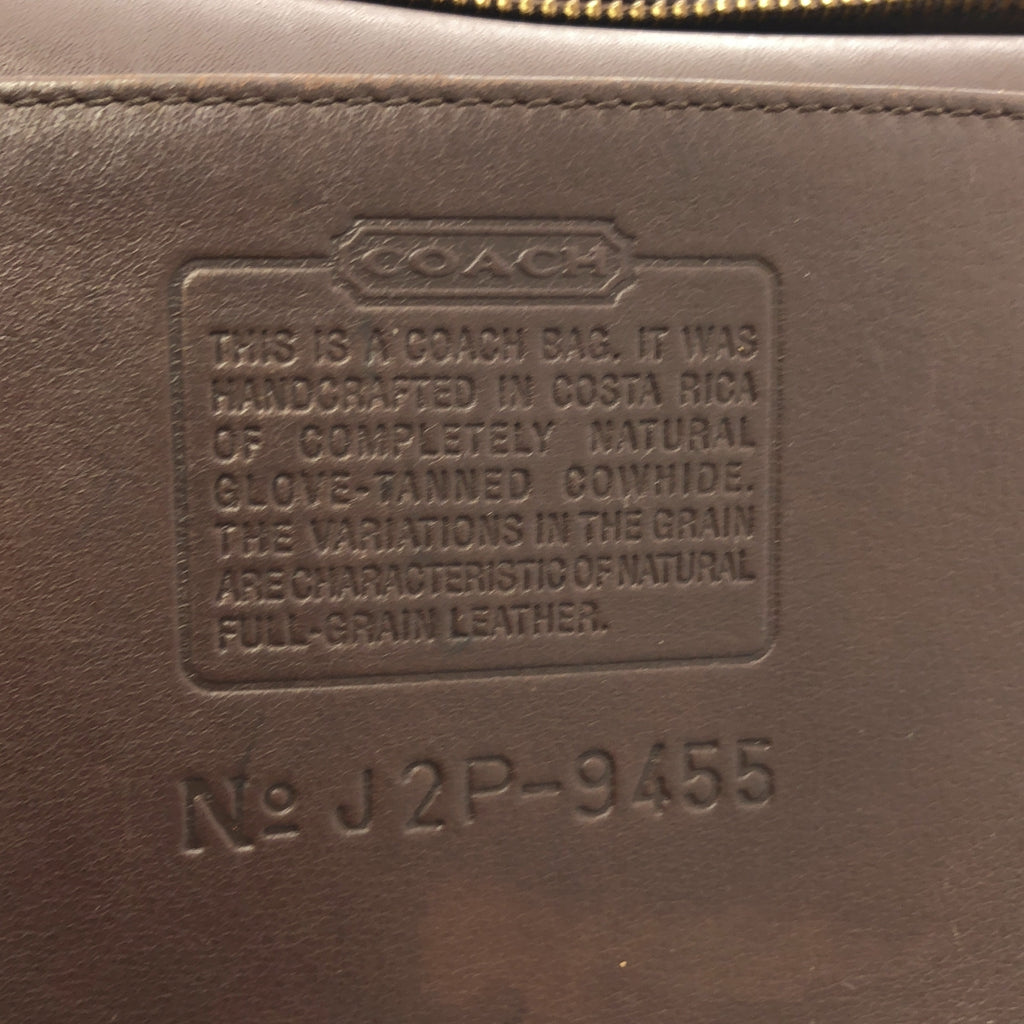 COACH
THIS IS A COACH BAG. IT WAS
HANDCRAFTED IN COSTA RICA
OF COMPLETELY NATURAL
GLOVE-TANNED COWHIDE.
THE VARIATIONS IN THE GRAIN
ARE CHARACTERISTIC OF NATURAL
FULL-GRAIN LEATHER.
Nº J2P-9455